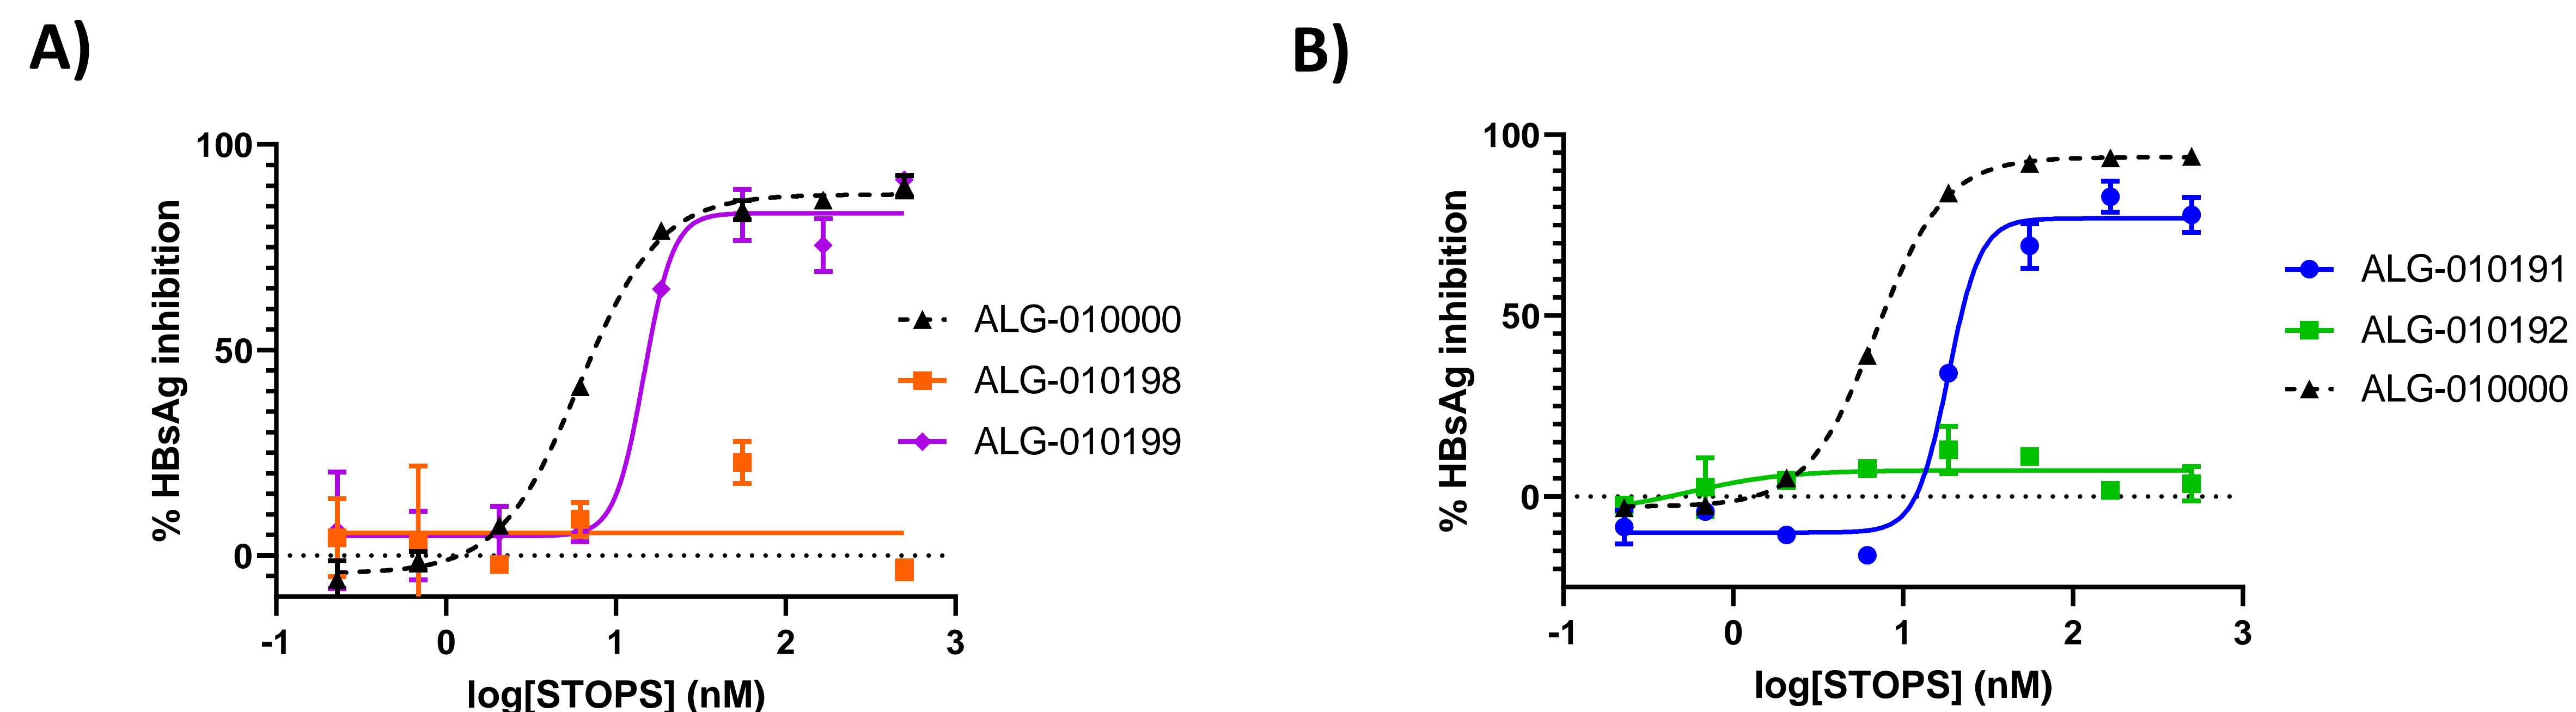 A)
% HBsAg inhibition
100
50
0
-1
0
1
2
3
log[STOPS] (nM)
ALG-010000
ALG-010198
ALG-010199
B)
% HBsAg inhibition
100
50
0
-1
0
1
2
3
log[STOPS] (nM)
ALG-010191
ALG-010192
ALG-010000